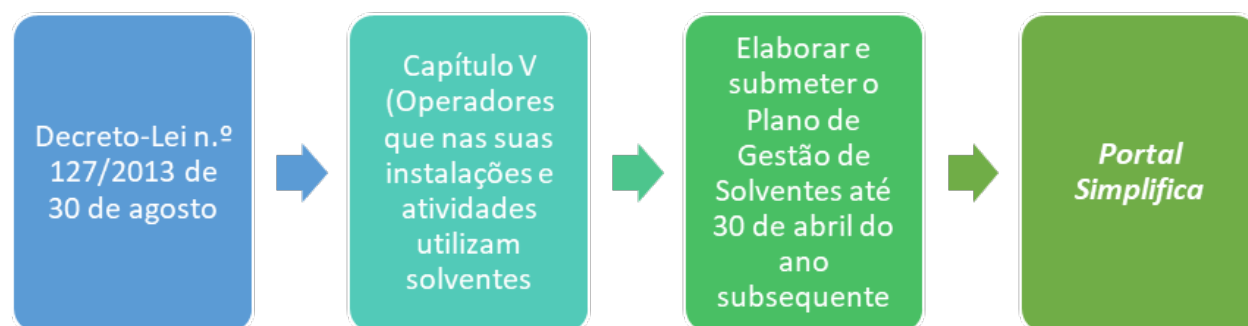 Decreto-Lei n.º
127/2013 de
30 de agosto
Capítulo V
(Operadores
que nas suas
instalações e
atividades
utilizam
solventes
Elaborar e
submeter o
Plano de
Gestão de
Solventes até
30 de abril do
ano
subsequente
Portal
Simplifica